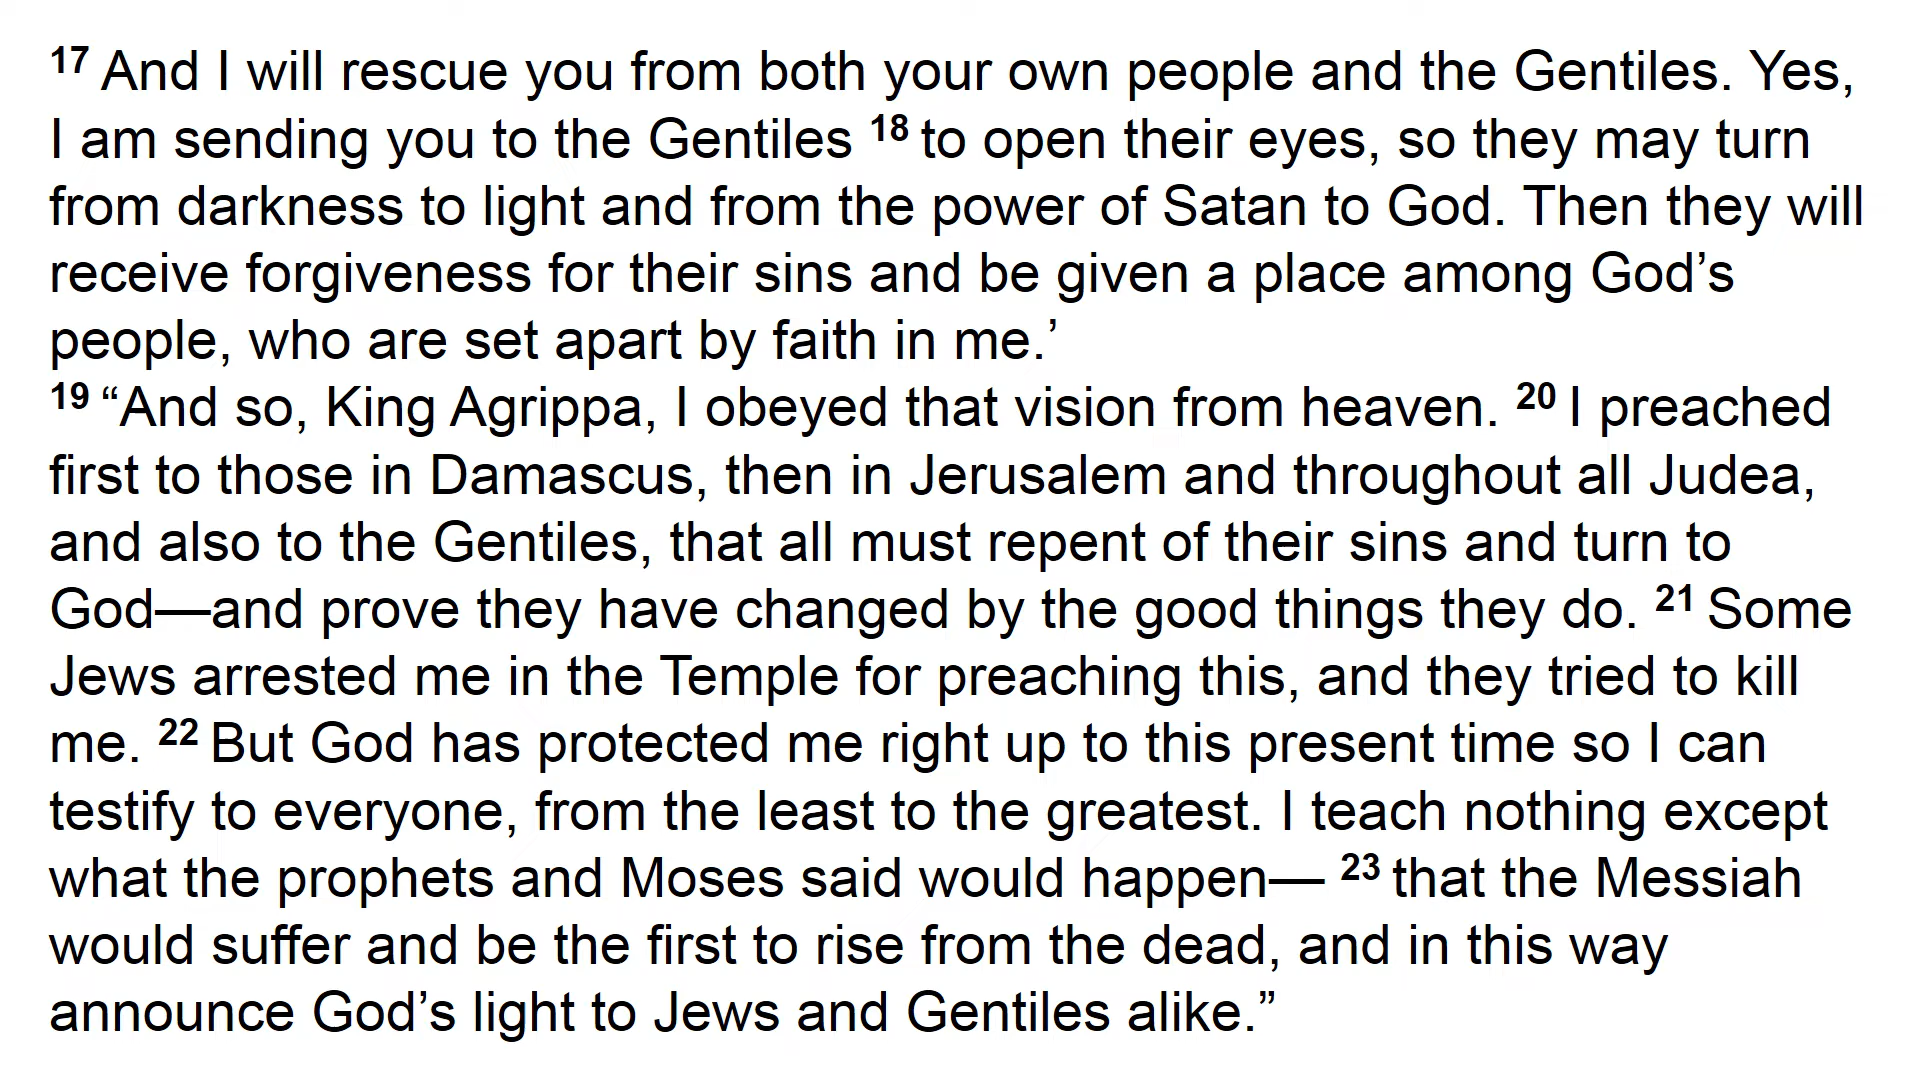 17 And I will rescue you from both your own people and the Gentiles. Yes,
I am sending you to the Gentiles 18 to open their eyes, so they may turn
from darkness to light and from the power of Satan to God. Then they will
receive forgiveness for their sins and be given a place among God’s
people, who are set apart by faith in me.’
19 “And so, King Agrippa, I obeyed that vision from heaven. 20 I preached
first to those in Damascus, then in Jerusalem and throughout all Judea,
and also to the Gentiles, that all must repent of their sins and turn to
God—and prove they have changed by the good things they do. 21 Some
Jews arrested me in the Temple for preaching this, and they tried to kill
me. 22 But God has protected me right up to this present time so I can
testify to everyone, from the least to the greatest. I teach nothing except
what the prophets and Moses said would happen— 23 that the Messiah
would suffer and be the first to rise from the dead, and in this way
announce God’s light to Jews and Gentiles alike.”